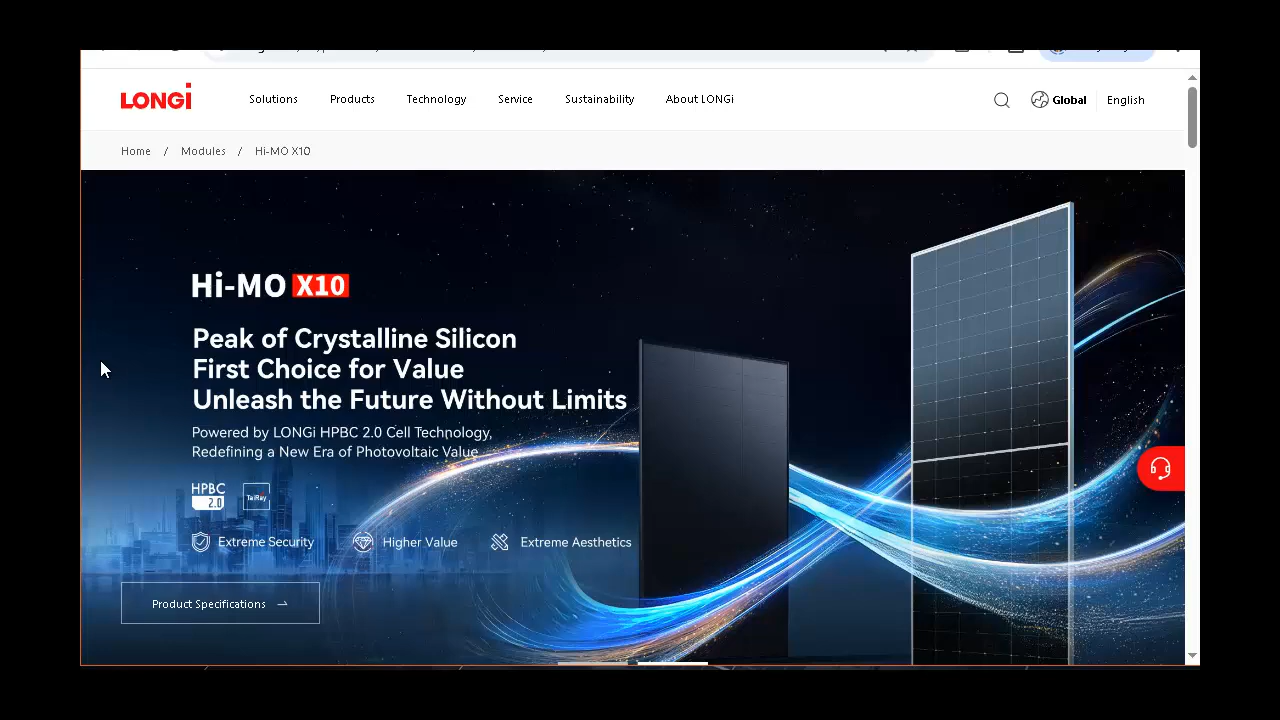 LONGi
Solutions Products Technology Service Sustainability About LONGi Global English
Home / Modules / Hi-MO X10
Hi-MO X10
Peak of Crystalline Silicon
First Choice for Value
Unleash the Future Without Limits
Powered by LONGi HPBC 2.0 Cell Technology,
Redefining a New Era of Photovoltaic Value
HPBC
2.0
TaiRay
Extreme Security Higher Value Extreme Aesthetics
Product Specifications →